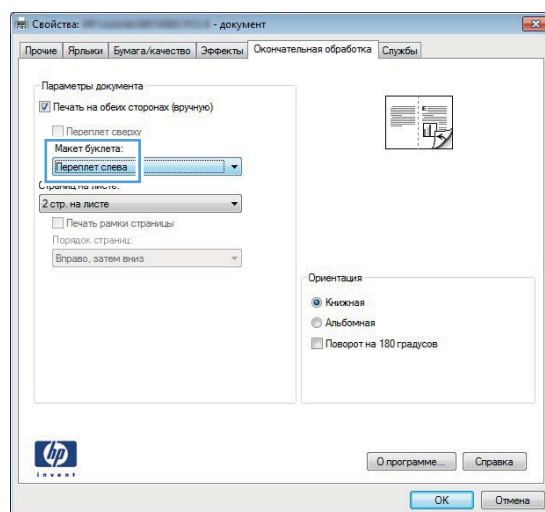 Свойства: - документ
Прочие Ярлыки Бумага/качество Эффекты Окончательная обработка Службы
Параметры документа
Печать на обеих сторонах (вручную)
Переплет сверху
Макет буклета:
Переплет слева
Страниц на листе:
2 стр. на листе
Печать рамки страницы
Порядок страниц:
Вправо, затем вниз
Ориентация
Книжная
Альбомная
Поворот на 180 градусов
hp
invent
О программе... Справка
OK Отмена